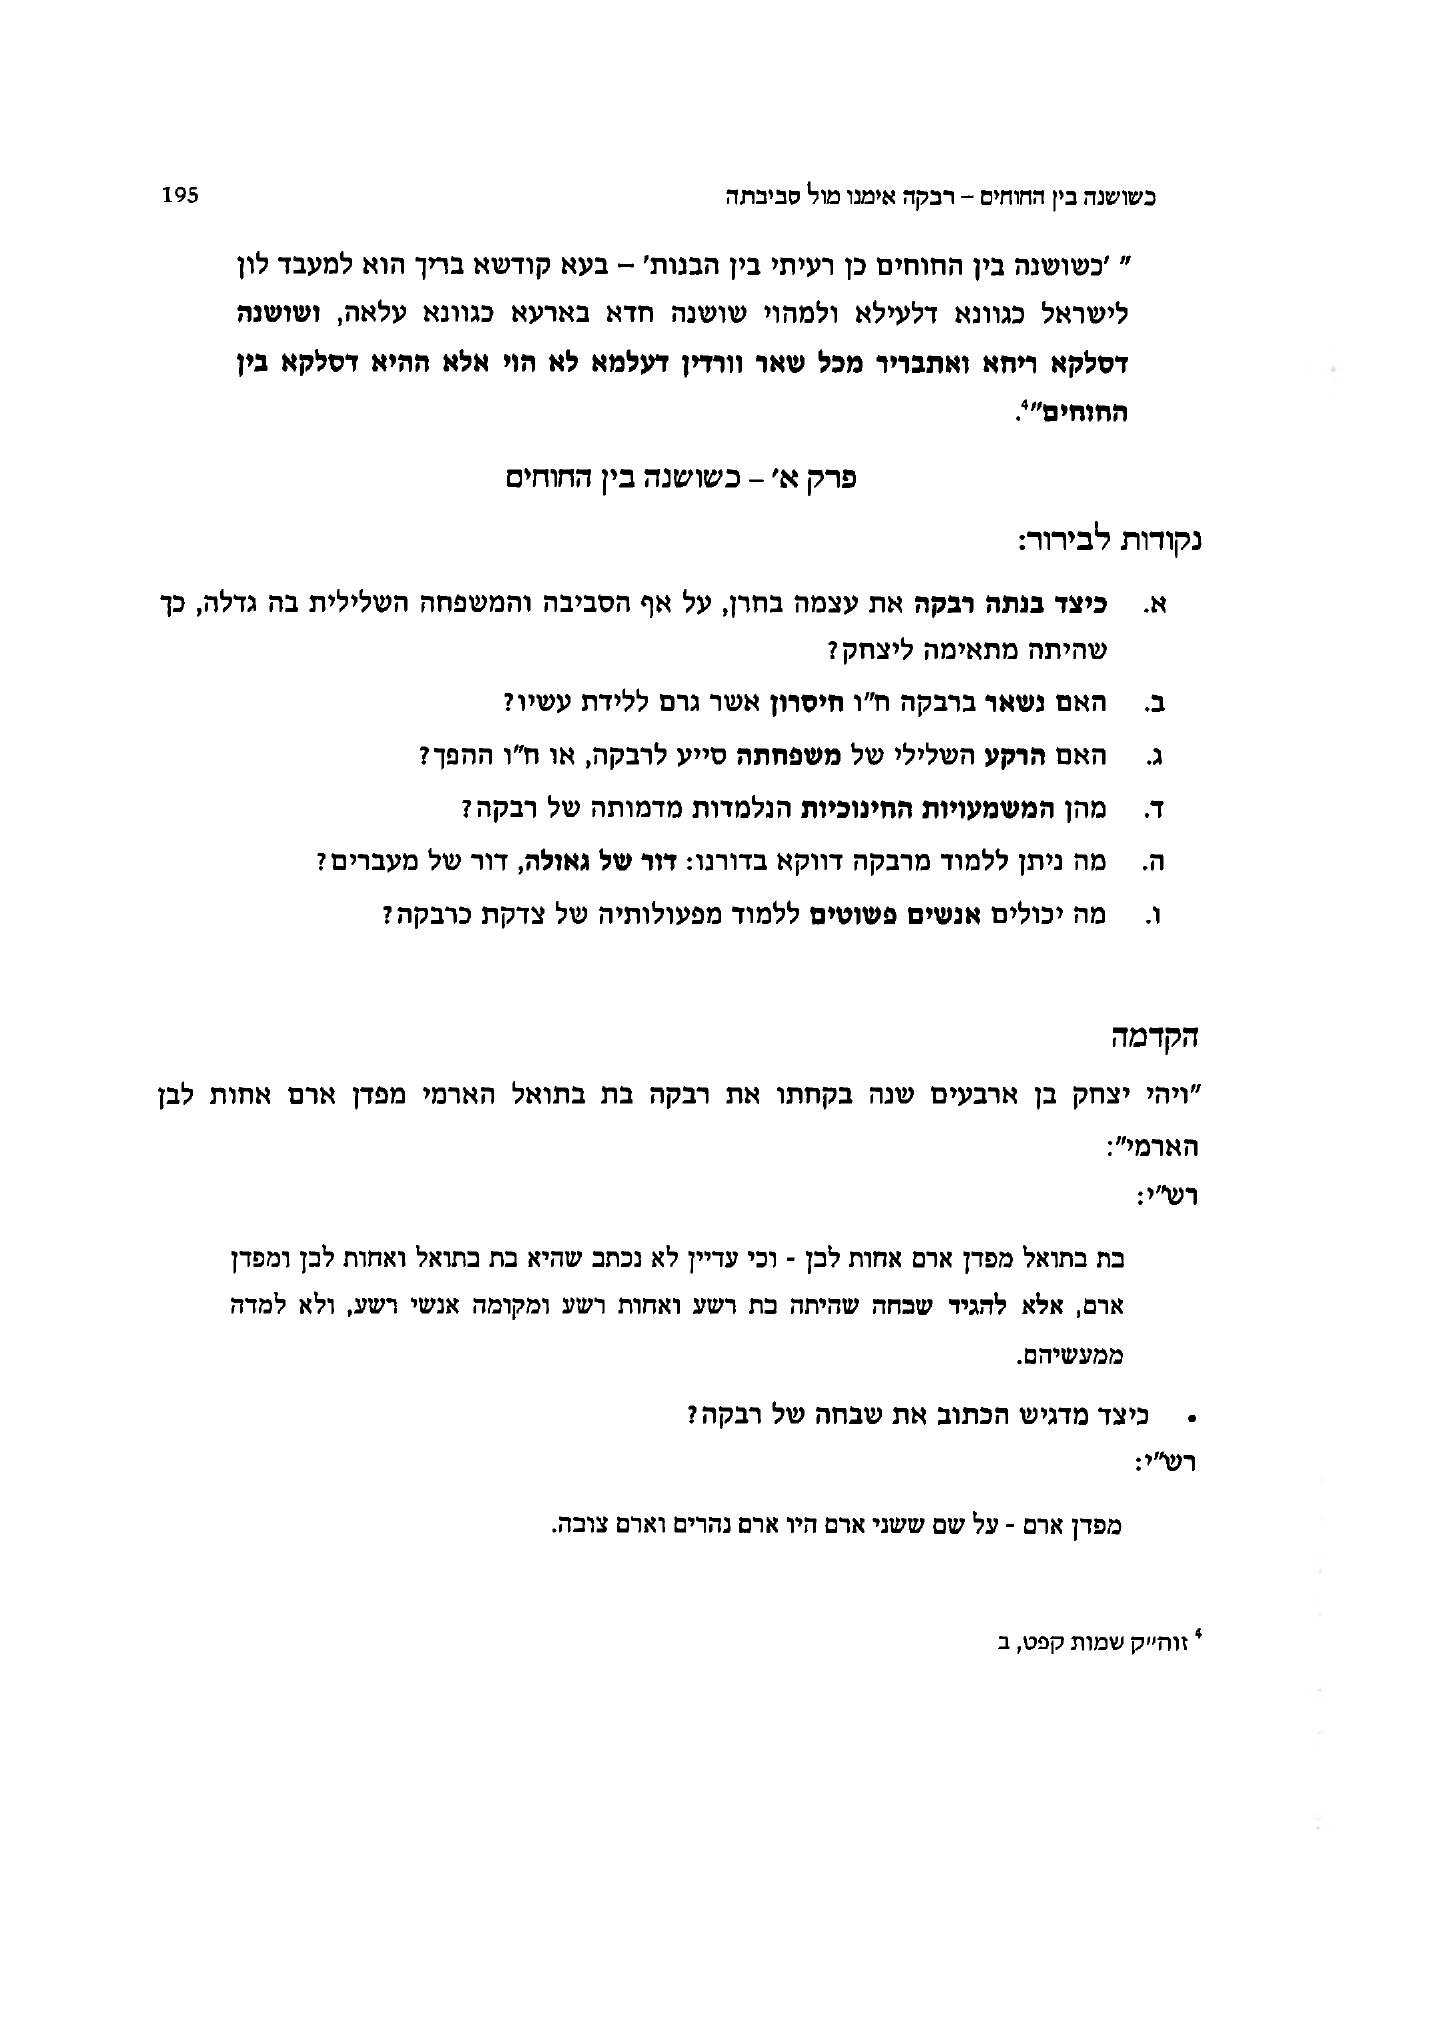 כשושנה בין החוחים – רבקה אימנו מול סביבתה 195
" 'כשושנה בין החוחים כן רעיתי בין הבנות' – בעא קודשא בריך הוא למעבד לון
לישראל כגוונא דלעילא ולמהוי שושנה חדא בארעא כגוונא עלאה, ושושנה
דסלקא ריחא ואתבריר מכל שאר וורדין דעלמא לא הוי אלא ההיא דסלקא בין
החוחים"4.
פרק א' – כשושנה בין החוחים
נקודות לבירור:
א. כיצד בנתה רבקה את עצמה בחרן, על אף הסביבה והמשפחה השלילית בה גדלה, כך
שהיתה מתאימה ליצחק?
ב. האם נשאר ברבקה ח"ו חיסרון אשר גרם ללידת עשיו?
ג. האם הרקע השלילי של משפחתה סייע לרבקה, או ח"ו ההפך?
ד. מהן המשמעויות החינוכיות הנלמדות מדמותה של רבקה?
ה. מה ניתן ללמוד מרבקה דווקא בדורנו: דור של גאולה, דור של מעברים?
ו. מה יכולים אנשים פשוטים ללמוד מפעולותיה של צדקת כרבקה?
הקדמה
"ויהי יצחק בן ארבעים שנה בקחתו את רבקה בת בתואל הארמי מפדן ארם אחות לבן
הארמי":
רש"י:
בת בתואל מפדן ארם אחות לבן - וכי עדיין לא נכתב שהיא בת בתואל ואחות לבן ומפדן
ארם, אלא להגיד שבחה שהיתה בת רשע ואחות רשע ומקומה אנשי רשע, ולא למדה
ממעשיהם.
• כיצד מדגיש הכתוב את שבחה של רבקה?
רש"י:
מפדן ארם - על שם ששני ארם היו ארם נהרים וארם צובה.
4 זוה"ק שמות קפט, ב